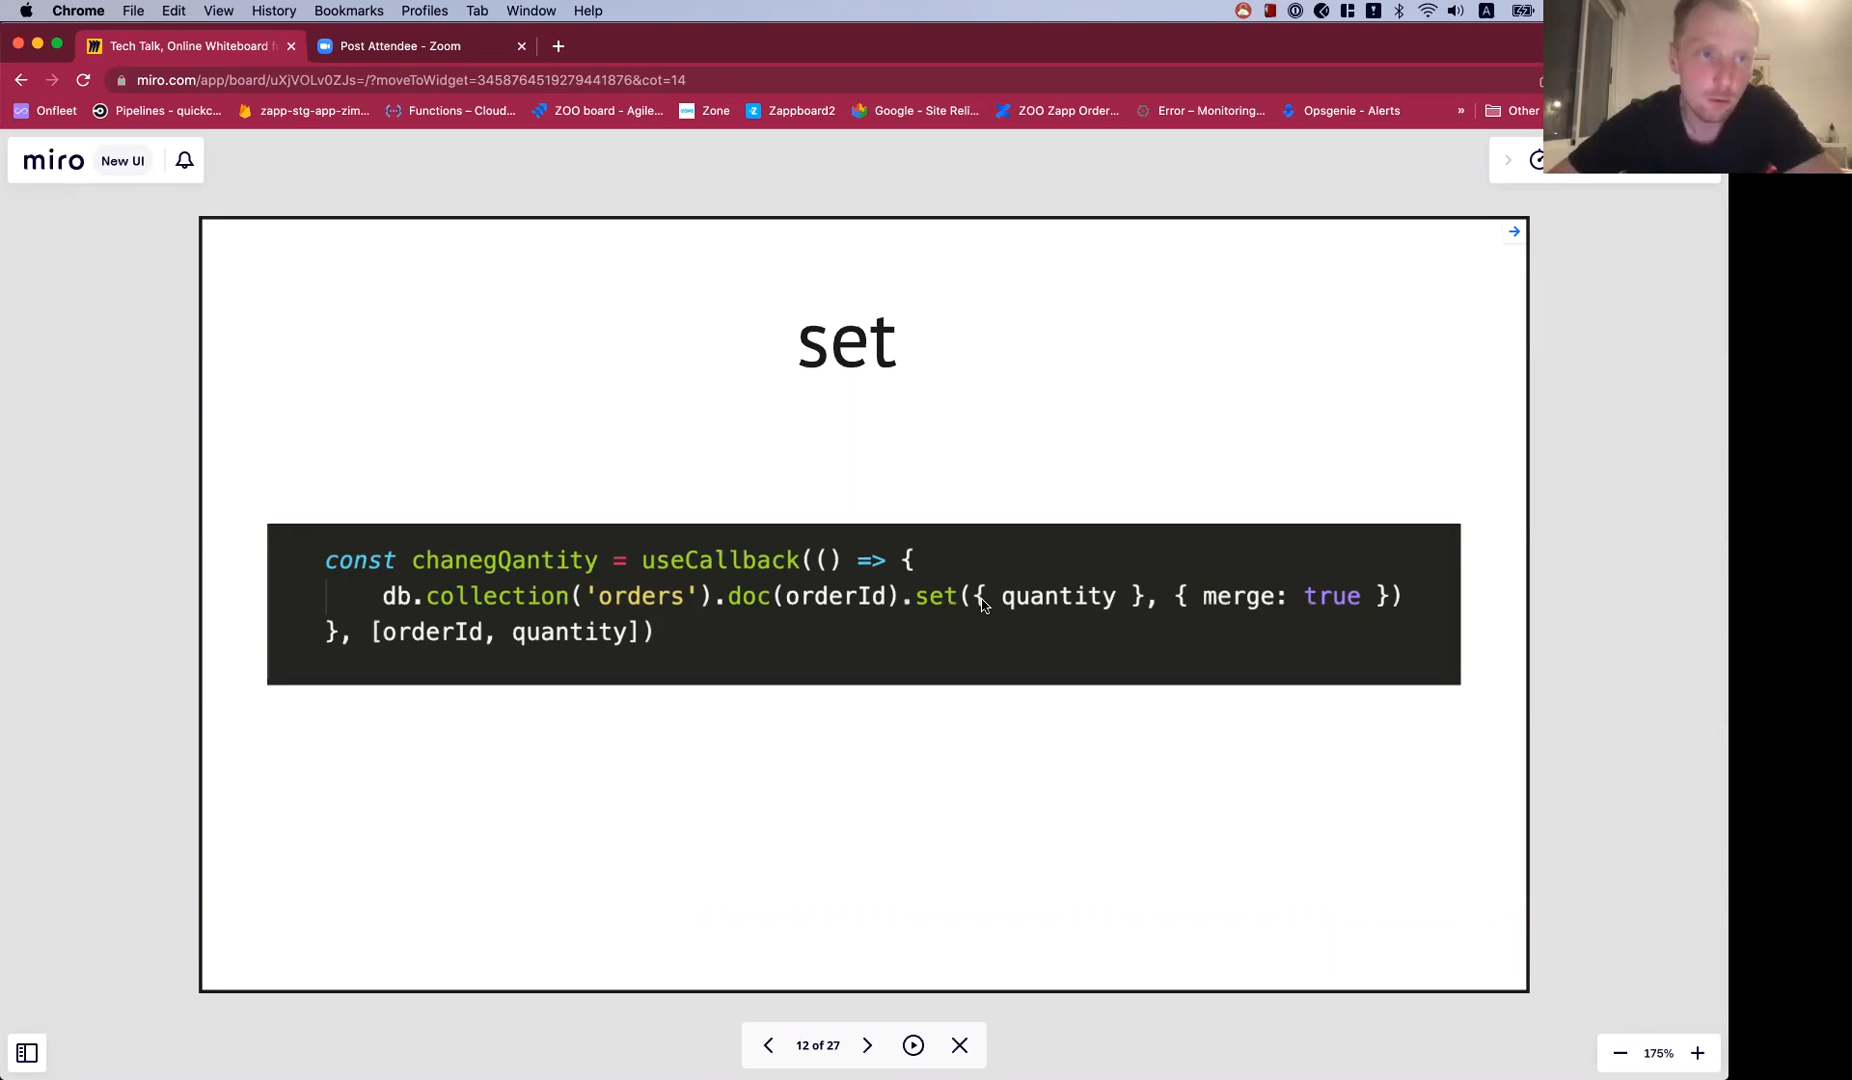 Chrome File Edit View History Bookmarks Profiles Tab Window Help
Tech Talk, Online Whiteboard f
Post Attendee - Zoom
miro.com/app/board/uXjVOLv0ZJs=/?moveToWidget=3458764519279441876&cot=14
Onfleet Pipelines - quickc... zapp-stg-app-zim... Functions – Cloud... ZOO board - Agile... Zone Zappboard2 Google - Site Reli... ZOO Zapp Order... Error – Monitoring... Opsgenie - Alerts » Other
miro New UI
set
const chanegQantity = useCallback(() => {
db.collection('orders').doc(orderId).set({ quantity }, { merge: true })
}, [orderId, quantity])
12 of 27
175%